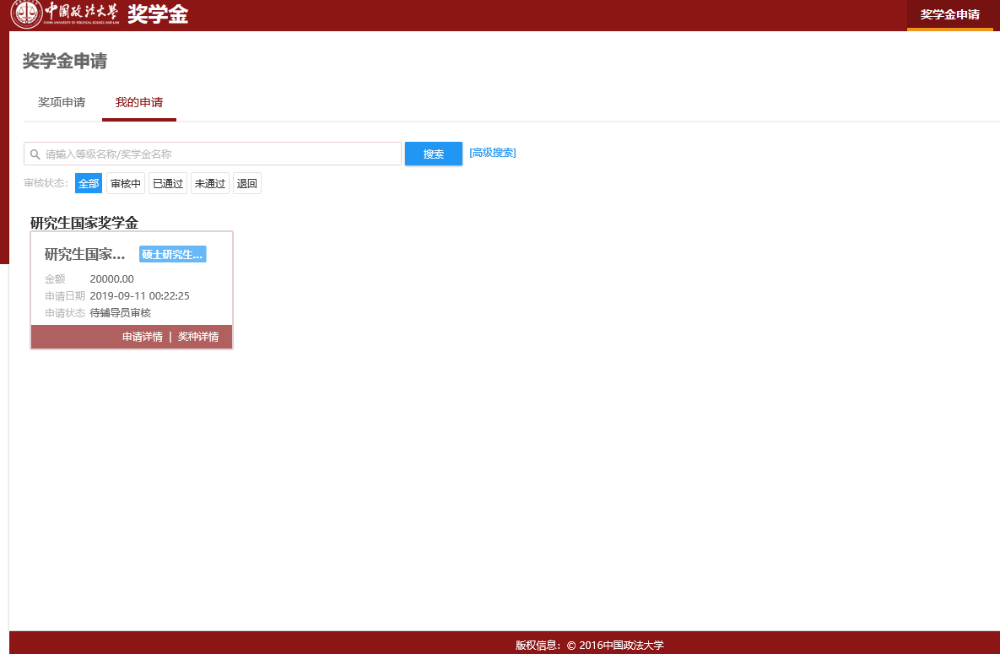 中国政法大学 奖学金 奖学金申请
CHINA UNIVERSITY OF POLITICAL SCIENCE AND LAW
奖学金申请
奖项申请 我的申请
请输入等级名称/奖学金名称 搜索 [高级搜索]
审核状态: 全部 审核中 已通过 未通过 退回
研究生国家奖学金
研究生国家... 硕士研究生...
金额 20000.00
申请日期 2019-09-11 00:22:25
申请状态 待辅导员审核
申请详情 | 奖种详情
版权信息: © 2016中国政法大学